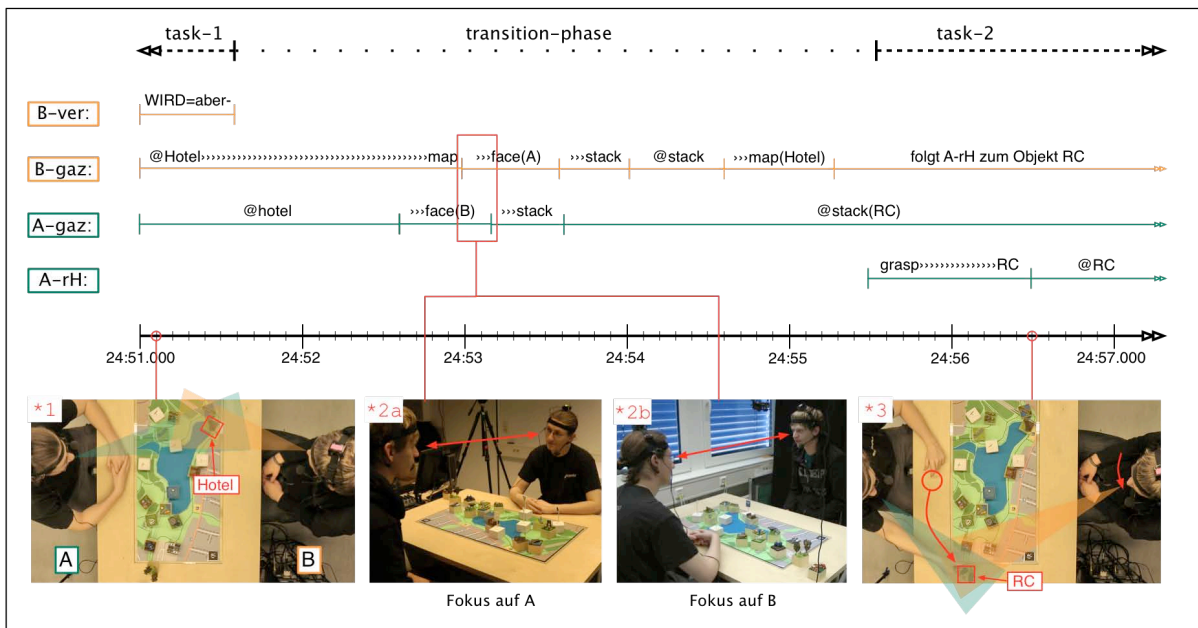 task-1 transition-phase task-2
B-ver: WIRD=aber-
B-gaz: @Hotel›››››››››››››››››››››››››››››››››››map ›››face(A) ›››stack @stack ›››map(Hotel) folgt A-rH zum Objekt RC
A-gaz: @hotel ›››face(B) ›››stack @stack(RC)
A-rH: grasp›››››››››››››››RC @RC
24:51.000 24:52 24:53 24:54 24:55 24:56 24:57.000
*1 *2a *2b *3
Hotel
A B RC
Fokus auf A Fokus auf B